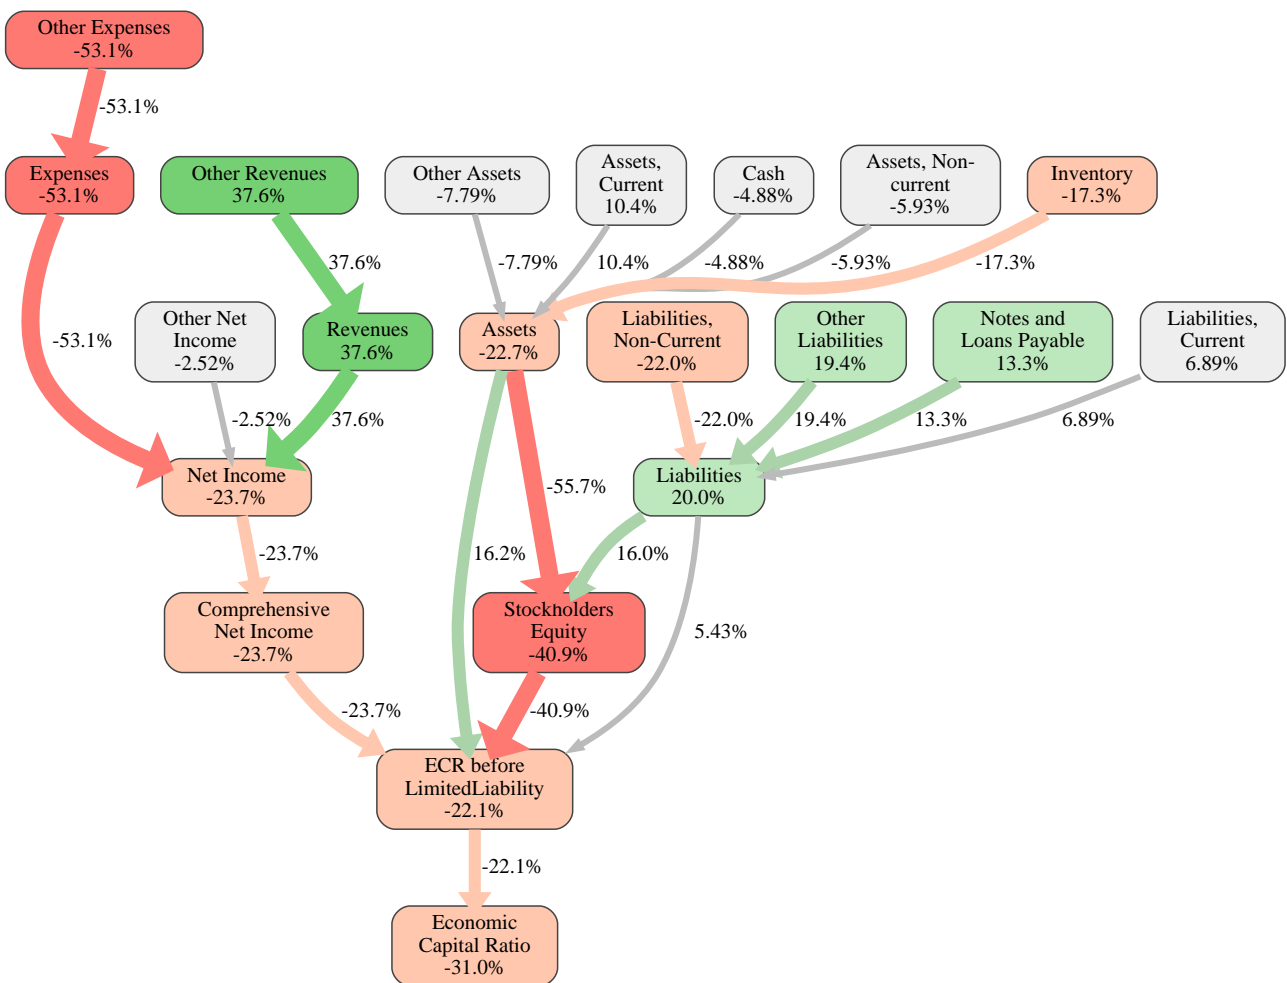 Other Expenses
-53.1%
-53.1%
Expenses
-53.1%
Other Revenues
37.6%
Other Assets
-7.79%
Assets,
Current
10.4%
Cash
-4.88%
Assets, Non-
current
-5.93%
Inventory
-17.3%
37.6%
-7.79%
10.4%
-4.88%
-5.93%
-17.3%
-53.1%
Other Net
Income
-2.52%
Revenues
37.6%
Assets
-22.7%
Liabilities,
Non-Current
-22.0%
Other
Liabilities
19.4%
Notes and
Loans Payable
13.3%
Liabilities,
Current
6.89%
-2.52%
37.6%
-22.0%
19.4%
13.3%
6.89%
Net Income
-23.7%
-55.7%
Liabilities
20.0%
-23.7%
16.2%
16.0%
Comprehensive
Net Income
-23.7%
Stockholders
Equity
-40.9%
5.43%
-23.7%
-40.9%
ECR before
LimitedLiability
-22.1%
-22.1%
Economic
Capital Ratio
-31.0%